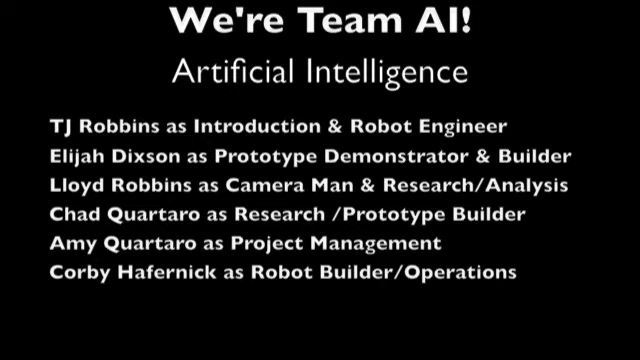 We're Team AI!
Artificial Intelligence
TJ Robbins as Introduction & Robot Engineer
Elijah Dixson as Prototype Demonstrator & Builder
Lloyd Robbins as Camera Man & Research/Analysis
Chad Quartaro as Research /Prototype Builder
Amy Quartaro as Project Management
Corby Hafernick as Robot Builder/Operations